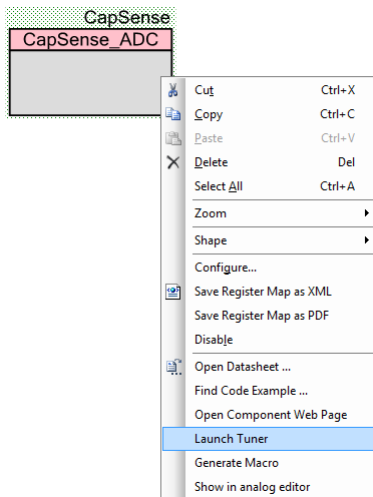 CapSense
CapSense_ADC
Cut Ctrl+X
Copy Ctrl+C
Paste Ctrl+V
Delete Del
Select All Ctrl+A
Zoom
Shape
Configure...
Save Register Map as XML
Save Register Map as PDF
Disable
Open Datasheet ...
Find Code Example ...
Open Component Web Page
Launch Tuner
Generate Macro
Show in analog editor